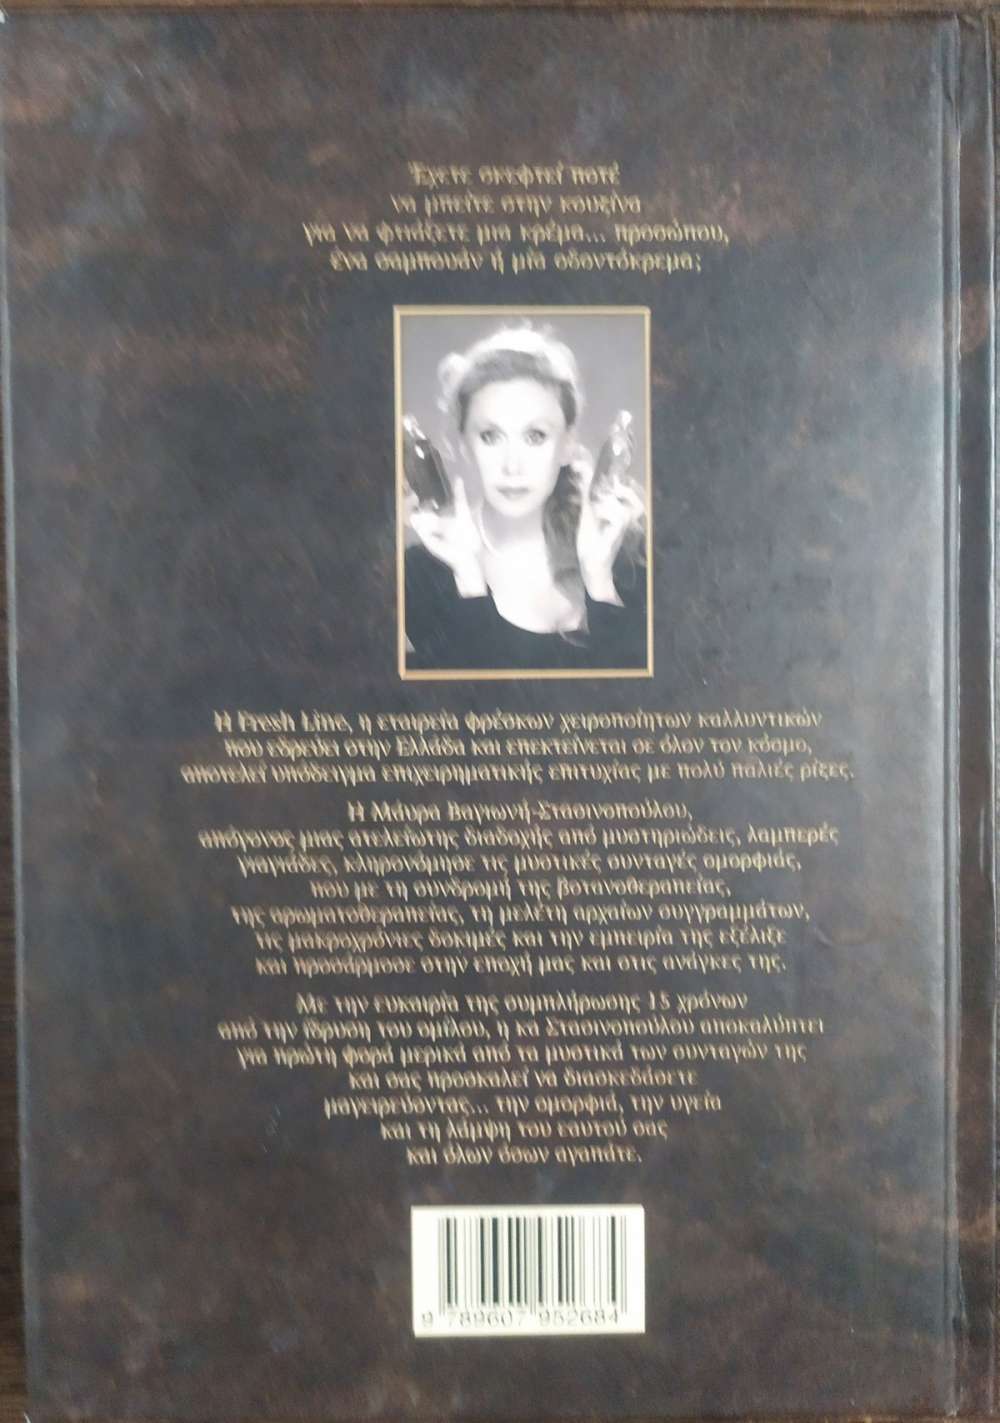 Έχετε σκεφτεί ποτέ
να μπείτε στην κουζίνα
για να φτιάξετε μια κρέμα... προσώπου,
ένα σαμπουάν ή μία οδοντόκρεμα;
Η Fresh Line, η εταιρεία φρέσκων χειροποίητων καλλυντικών
που εδρεύει στην Ελλάδα και επεκτείνεται σε όλον τον κόσμο,
αποτελεί υπόδειγμα επιχειρηματικής επιτυχίας με πολύ παλιές ρίζες.
Η Μάυρα Βαγιωνή-Στασινοπούλου,
απόγονος μιας ατελείωτης διαδοχής από μυστηριώδεις, λαμπερές
γιαγιάδες, κληρονόμησε τις μυστικές συνταγές ομορφιάς,
που με τη συνδρομή της βοτανοθεραπείας,
της αρωματοθεραπείας, τη μελέτη αρχαίων συγγραμμάτων,
τις μακροχρόνιες δοκιμές και την εμπειρία της εξέλιξε
και προσάρμοσε στην εποχή μας και στις ανάγκες της.
Με την ευκαιρία της συμπλήρωσης 15 χρόνων
από την ίδρυση του ομίλου, η κα Στασινοπούλου αποκαλύπτει
για πρώτη φορά μερικά από τα μυστικά των συνταγών της
και σας προσκαλεί να διασκεδάσετε
μαγειρεύοντας... την ομορφιά, την υγεία
και τη λάμψη του εαυτού σας
και όλων όσων αγαπάτε.
9 789607 952684